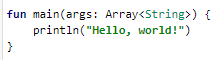 fun main(args: Array<String>) {
    println("Hello, world!")
}